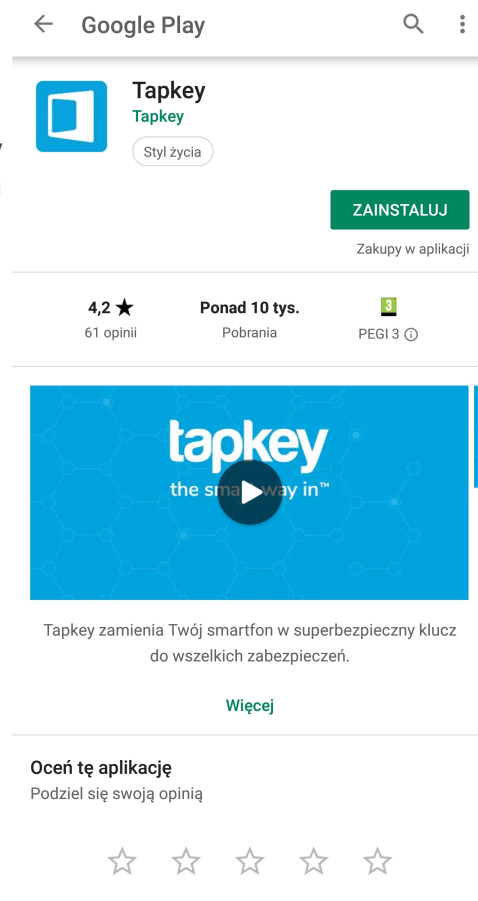 Google Play
Tapkey
Tapkey
Styl życia
ZAINSTALUJ
Zakupy w aplikacji
4,2 ★
Ponad 10 tys.
3
61 opinii
Pobrania
PEGI 3
tapkey
the smart way in™
Tapkey zamienia Twój smartfon w superbezpieczny klucz
do wszelkich zabezpieczeń.
Więcej
Oceń tę aplikację
Podziel się swoją opinią